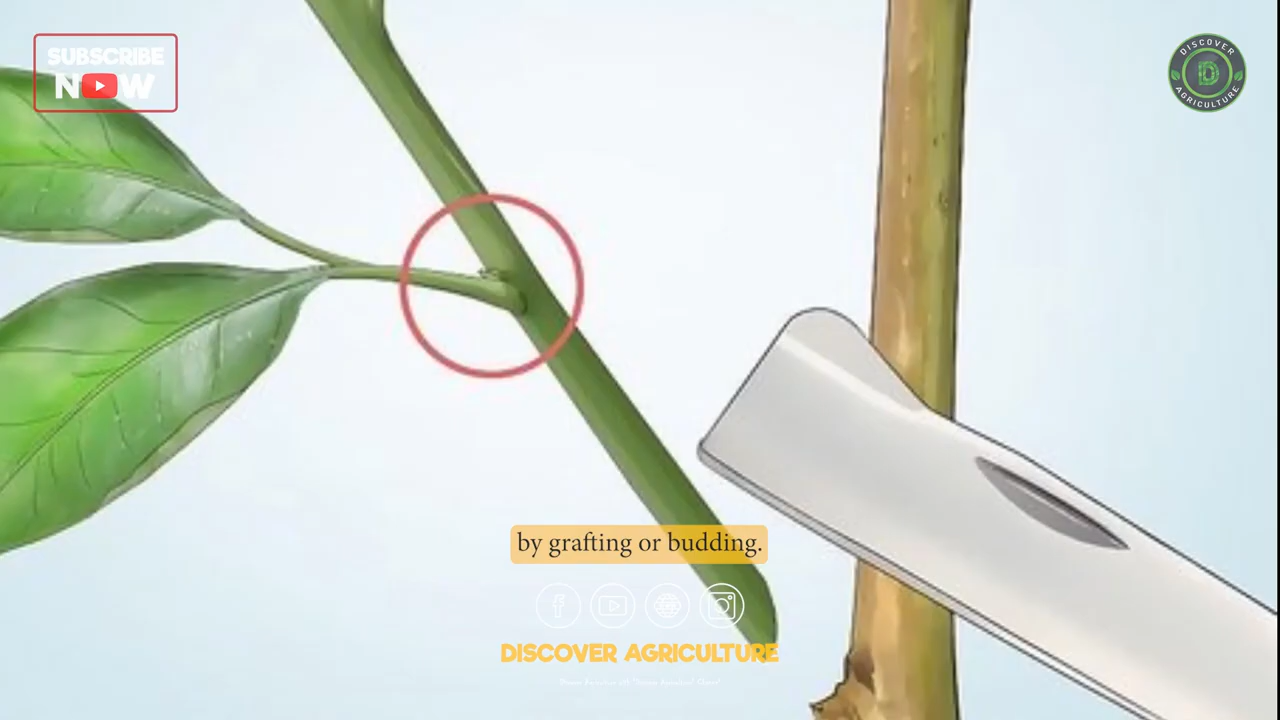 SUBSCRIBE
NOW
DISCOVER
D
AGRICULTURE
by grafting or budding.
DISCOVER AGRICULTURE